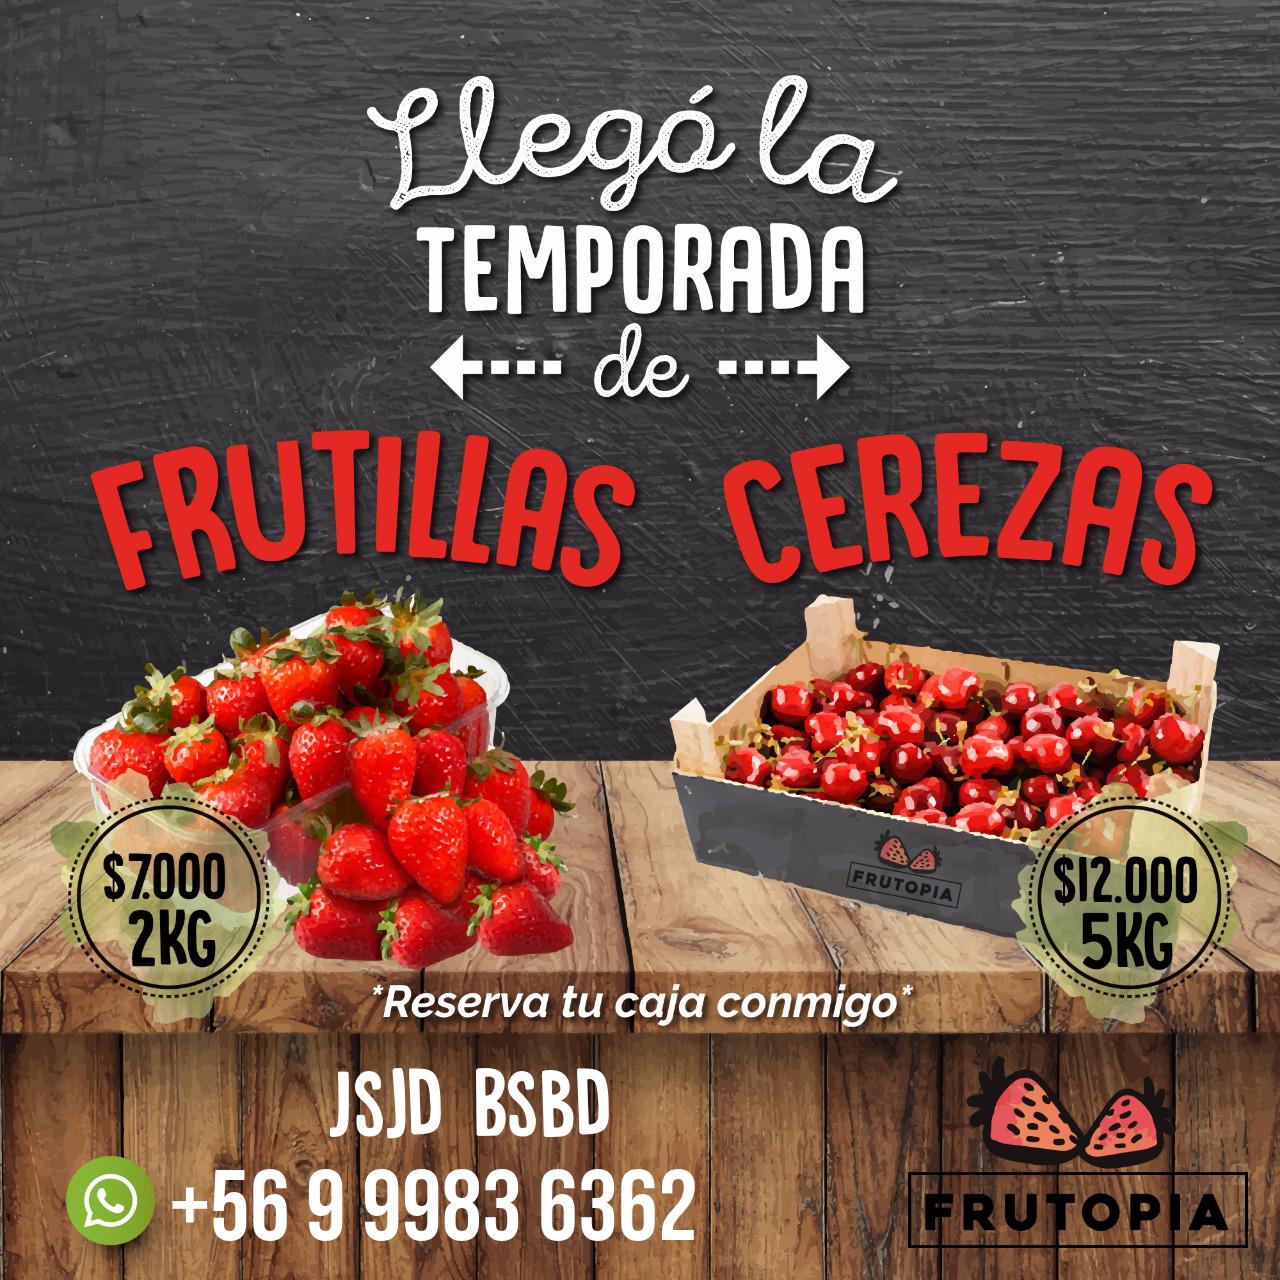 Llegó la
TEMPORADA
de
FRUTILLAS
CEREZAS
$7.000
2KG
FRUTOPIA
$12.000
5KG
*Reserva tu caja conmigo*
JSJD BSBD
+56 9 9983 6362
FRUTOPIA